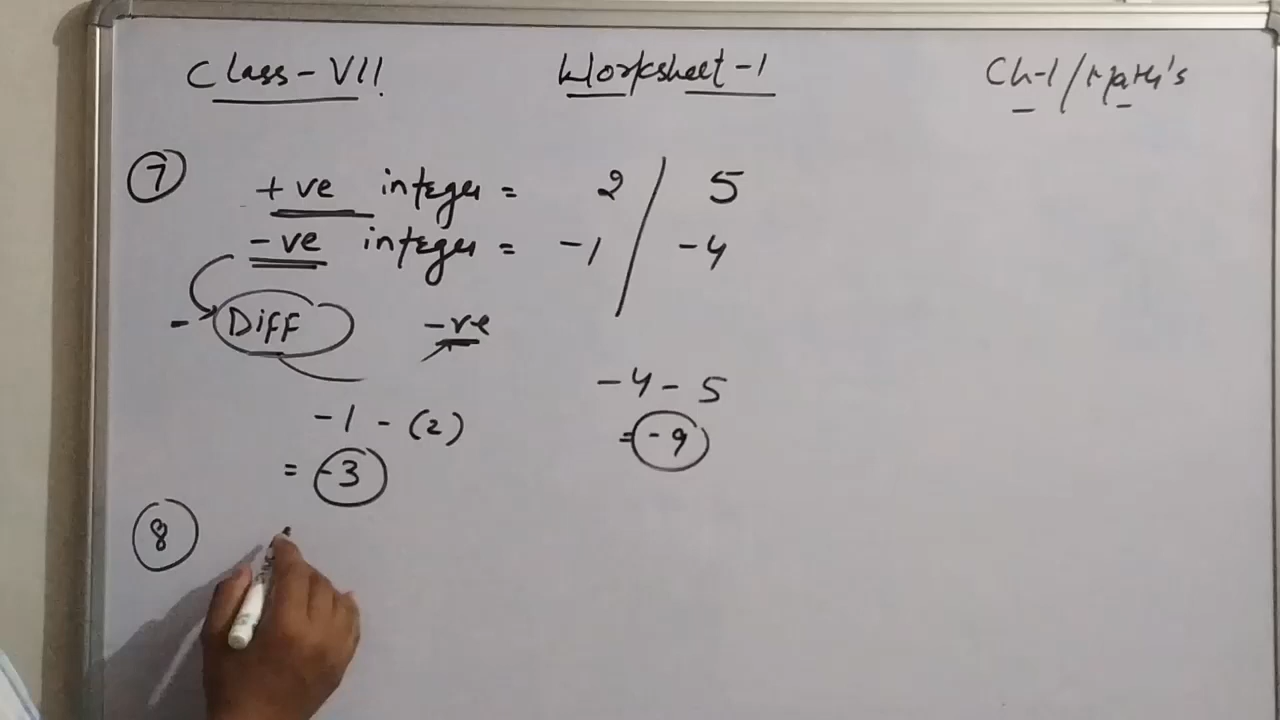 Class-VII
Worksheet-1
Ch-1/Math's
7
+ve integer = 2 / 5
-ve integer = -1 / -4
- Diff -ve
-4-5
= -9
-1-(2)
= -3
8